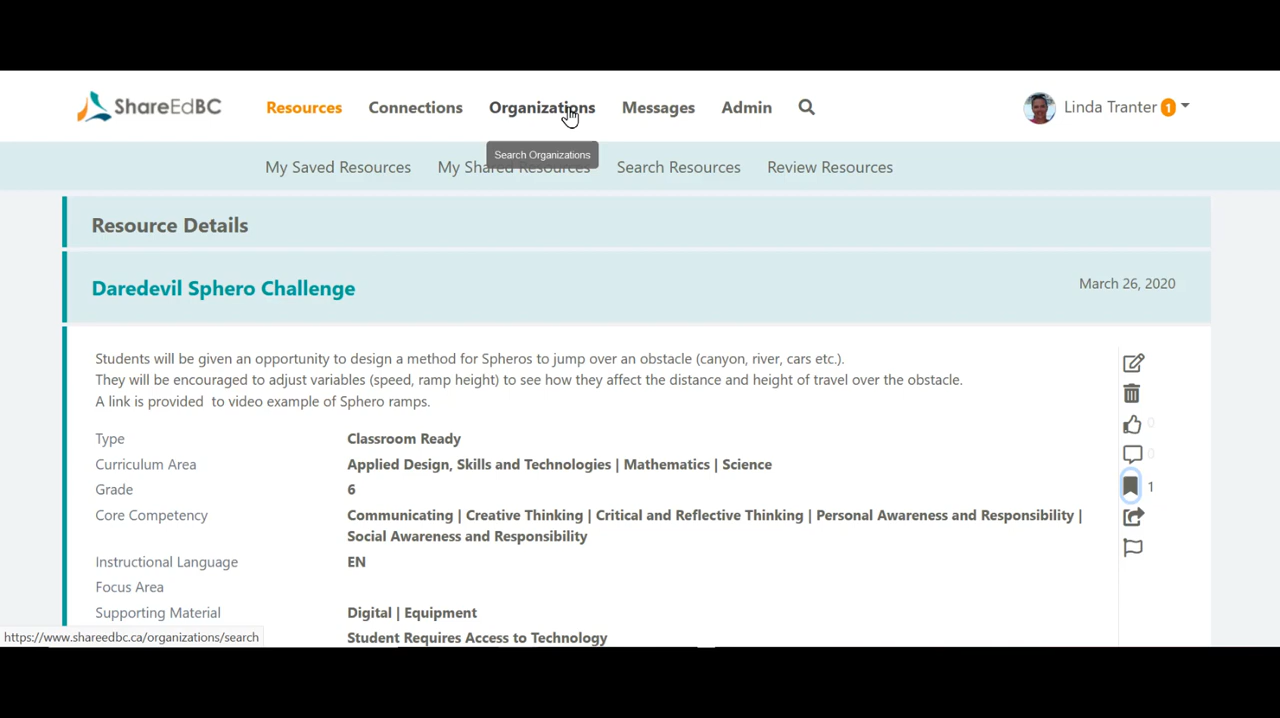 ShareEdBC Resources Connections Organizations Messages Admin Linda Tranter 1
Search Organizations
My Saved Resources My Shared Resources Search Resources Review Resources
Resource Details
Daredevil Sphero Challenge March 26, 2020
Students will be given an opportunity to design a method for Spheros to jump over an obstacle (canyon, river, cars etc.).
They will be encouraged to adjust variables (speed, ramp height) to see how they affect the distance and height of travel over the obstacle.
A link is provided to video example of Sphero ramps.
0
Type Classroom Ready
0
Curriculum Area Applied Design, Skills and Technologies | Mathematics | Science
Grade 6 1
Core Competency Communicating | Creative Thinking | Critical and Reflective Thinking | Personal Awareness and Responsibility |
Social Awareness and Responsibility
Instructional Language EN
Focus Area
Supporting Material Digital | Equipment
Student Requires Access to Technology
https://www.shareedbc.ca/organizations/search